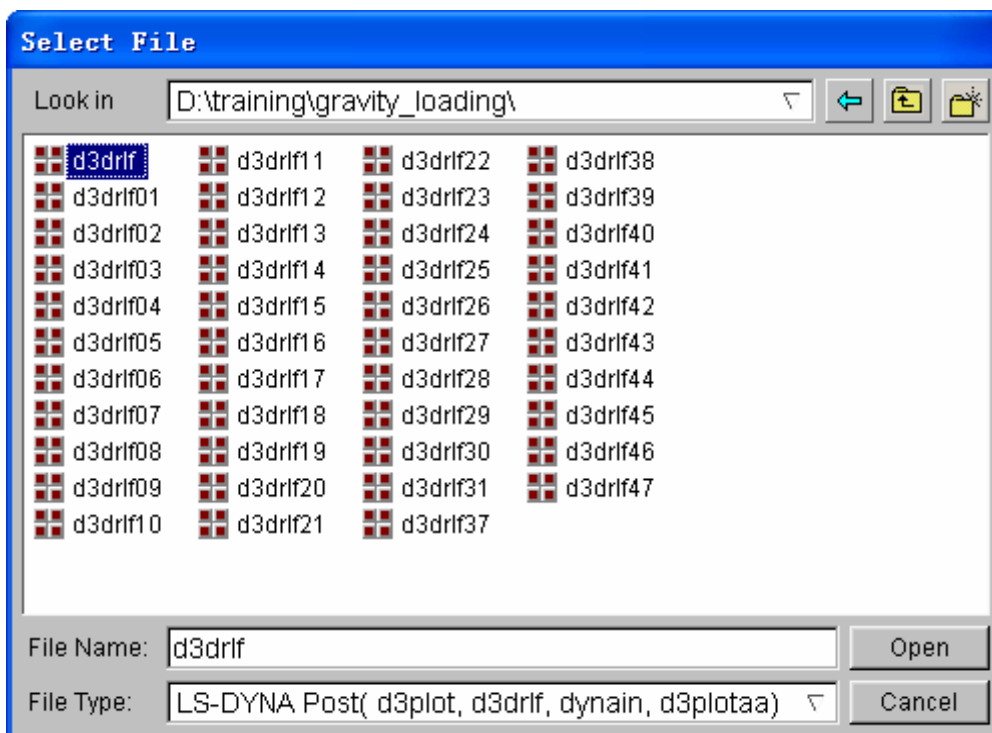 Select File
Look in D:\training\gravity_loading\
d3drlf d3drlf11 d3drlf22 d3drlf38
d3drlf01 d3drlf12 d3drlf23 d3drlf39
d3drlf02 d3drlf13 d3drlf24 d3drlf40
d3drlf03 d3drlf14 d3drlf25 d3drlf41
d3drlf04 d3drlf15 d3drlf26 d3drlf42
d3drlf05 d3drlf16 d3drlf27 d3drlf43
d3drlf06 d3drlf17 d3drlf28 d3drlf44
d3drlf07 d3drlf18 d3drlf29 d3drlf45
d3drlf08 d3drlf19 d3drlf30 d3drlf46
d3drlf09 d3drlf20 d3drlf31 d3drlf47
d3drlf10 d3drlf21 d3drlf37
File Name: d3drlf Open
File Type: LS-DYNA Post( d3plot, d3drlf, dynain, d3plotaa) Cancel